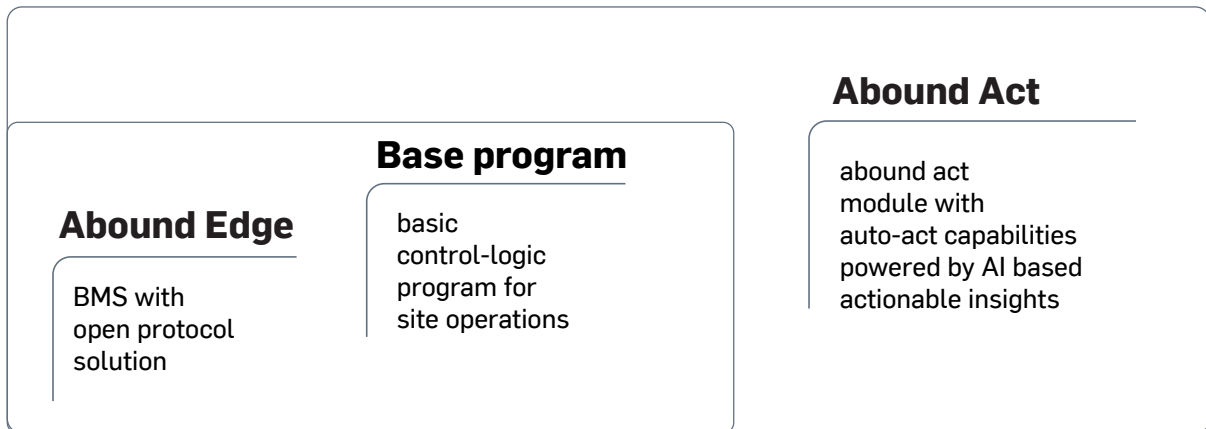 Abound Edge
BMS with
open protocol
solution
Base program
basic
control-logic
program for
site operations
Abound Act
abound act
module with
auto-act capabilities
powered by AI based
actionable insights